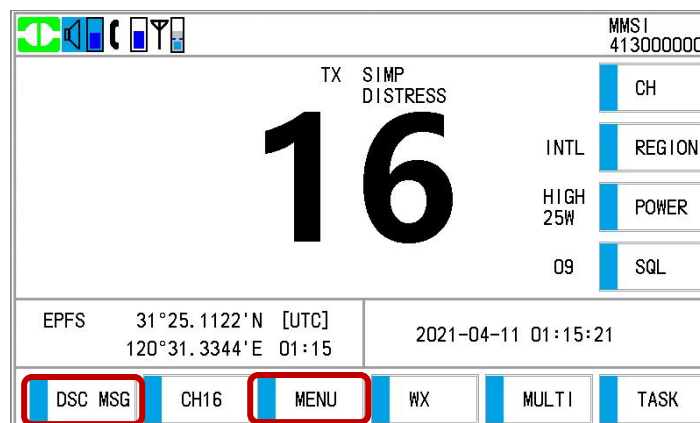 MMSI
413000000
TX SIMP
DISTRESS
16
CH
INTL REGION
HIGH
25W
POWER
09 SQL
EPFS 31°25.1122'N [UTC]
120°31.3344'E 01:15
2021-04-11 01:15:21
DSC MSG CH16 MENU WX MULTI TASK